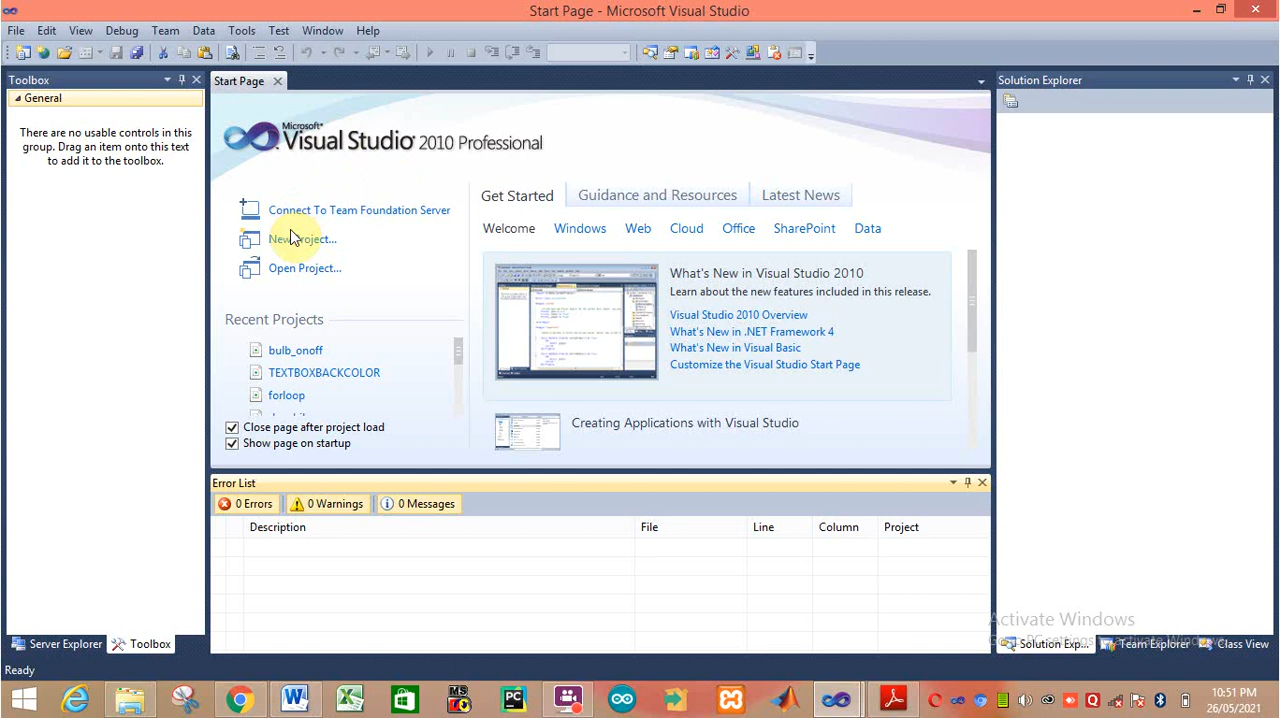 Start Page - Microsoft Visual Studio
File Edit View Debug Team Data Tools Test Window Help
Toolbox
General
There are no usable controls in this
group. Drag an item onto this text
to add it to the toolbox.
Start Page
Solution Explorer
Microsoft®
Visual Studio® 2010 Professional
Connect To Team Foundation Server
New Project...
Open Project...
Recent Projects
bulb_onoff
TEXTBOXBACKCOLOR
forloop
Close page after project load
Show page on startup
Get Started Guidance and Resources Latest News
Welcome Windows Web Cloud Office SharePoint Data
What's New in Visual Studio 2010
Learn about the new features included in this release.
Visual Studio 2010 Overview
What's New in .NET Framework 4
What's New in Visual Basic
Customize the Visual Studio Start Page
Creating Applications with Visual Studio
Error List
0 Errors 0 Warnings 0 Messages
Description File Line Column Project
Activate Windows
Go to PC settings to activate Windows.
Server Explorer Toolbox
Solution Exp... Team Explorer Class View
Ready
10:51 PM
26/05/2021